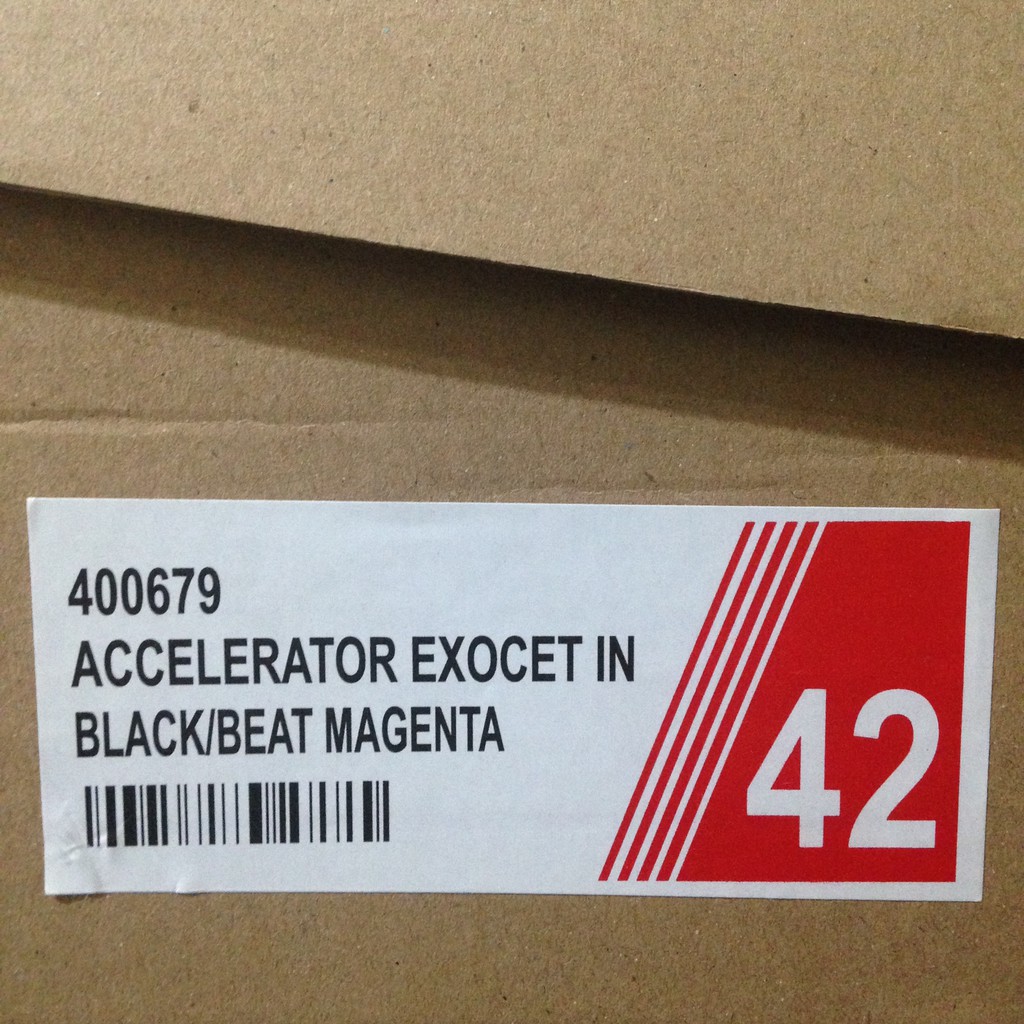 400679
ACCELERATOR EXOCET IN
BLACK/BEAT MAGENTA
42